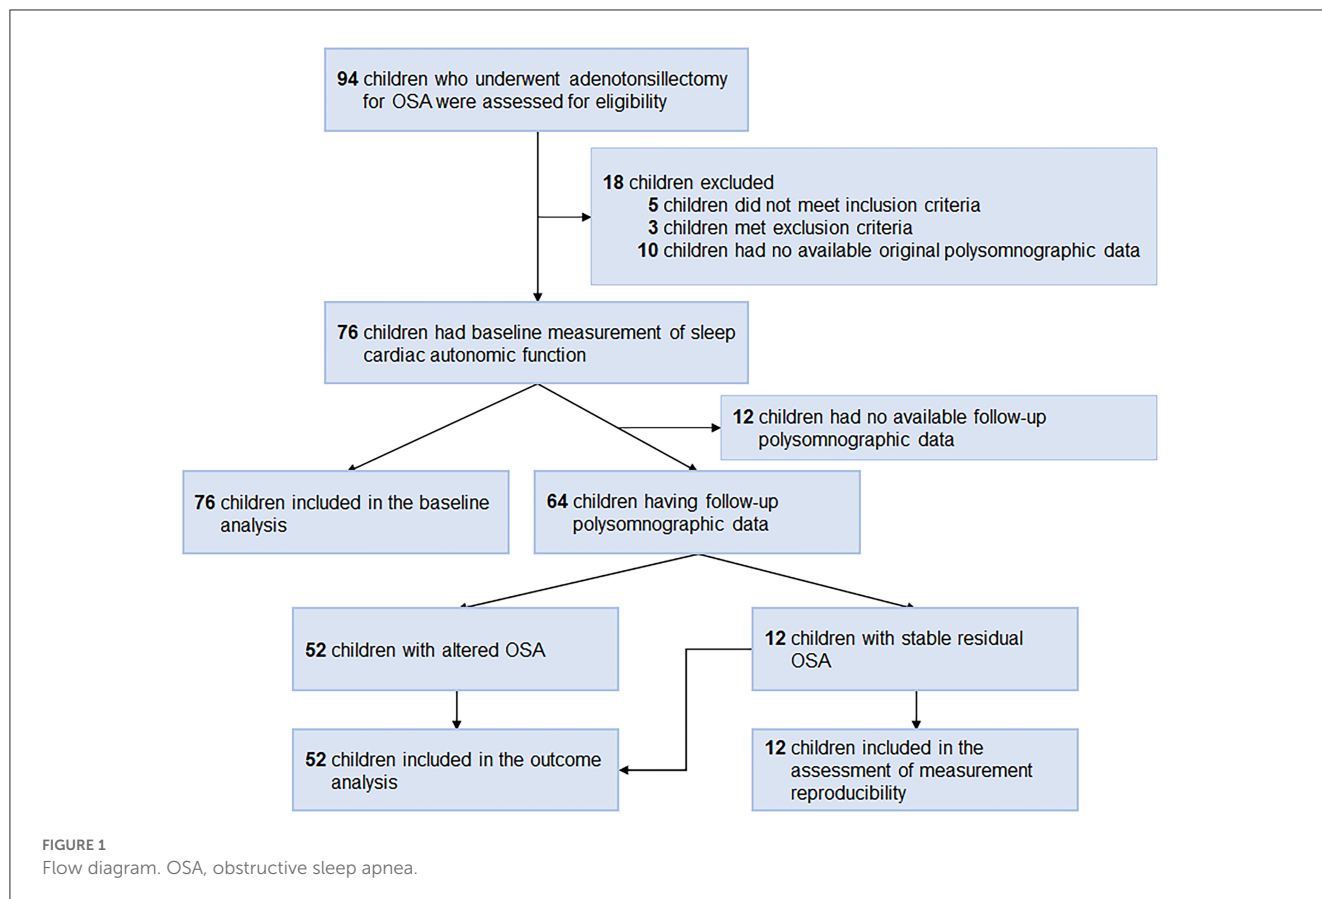 94 children who underwent adenotonsillectomy
for OSA were assessed for eligibility
18 children excluded
5 children did not meet inclusion criteria
3 children met exclusion criteria
10 children had no available original polysomnographic data
76 children had baseline measurement of sleep
cardiac autonomic function
12 children had no available follow-up
polysomnographic data
76 children included in the baseline
analysis
64 children having follow-up
polysomnographic data
52 children with altered OSA
12 children with stable residual
OSA
52 children included in the outcome
analysis
12 children included in the
assessment of measurement
reproducibility
FIGURE 1
Flow diagram. OSA, obstructive sleep apnea.